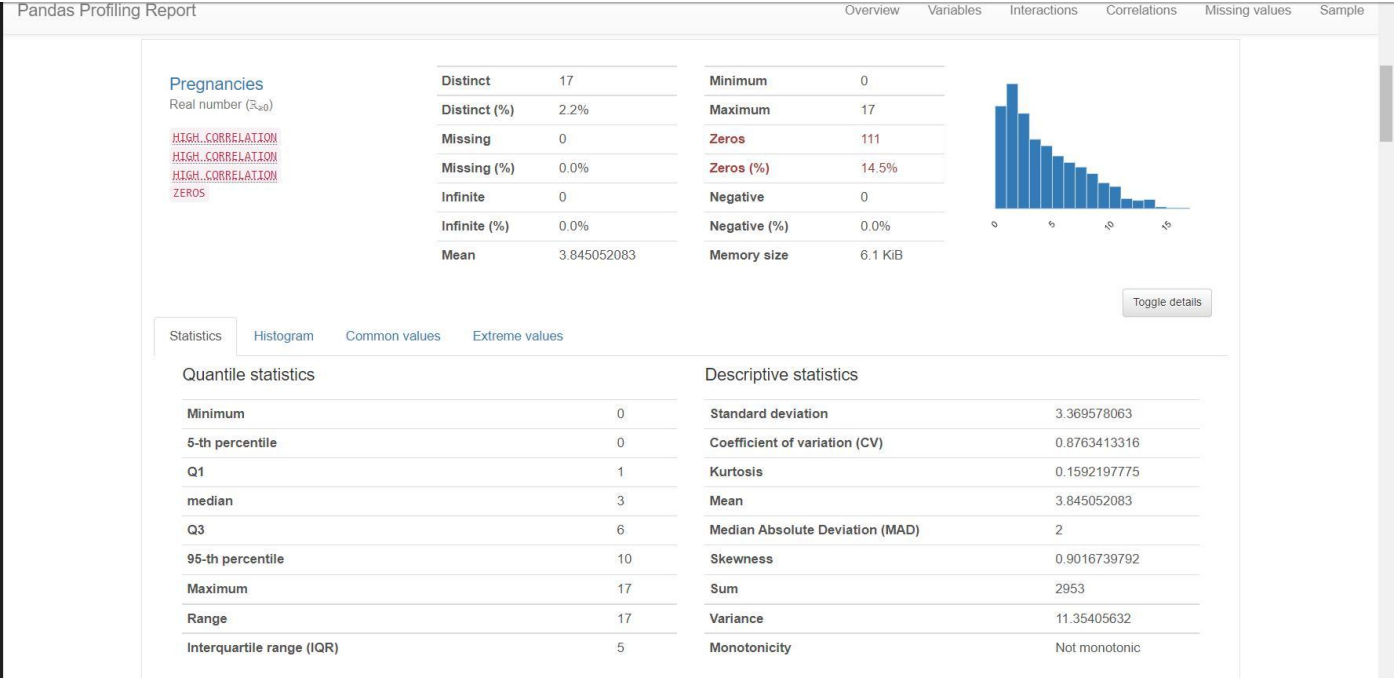 Pandas Profiling Report
Overview Variables Interactions Correlations Missing values Sample
Pregnancies
Real number (ℝ≥0)
HIGH CORRELATION
HIGH CORRELATION
HIGH CORRELATION
ZEROS
Distinct 17
Distinct (%) 2.2%
Missing 0
Missing (%) 0.0%
Infinite 0
Infinite (%) 0.0%
Mean 3.845052083
Minimum 0
Maximum 17
Zeros 111
Zeros (%) 14.5%
Negative 0
Negative (%) 0.0%
Memory size 6.1 KiB
0 5 10 15
Toggle details
Statistics Histogram Common values Extreme values
Quantile statistics
Minimum 0
5-th percentile 0
Q1 1
median 3
Q3 6
95-th percentile 10
Maximum 17
Range 17
Interquartile range (IQR) 5
Descriptive statistics
Standard deviation 3.369578063
Coefficient of variation (CV) 0.8763413316
Kurtosis 0.1592197775
Mean 3.845052083
Median Absolute Deviation (MAD) 2
Skewness 0.9016739792
Sum 2953
Variance 11.35405632
Monotonicity Not monotonic